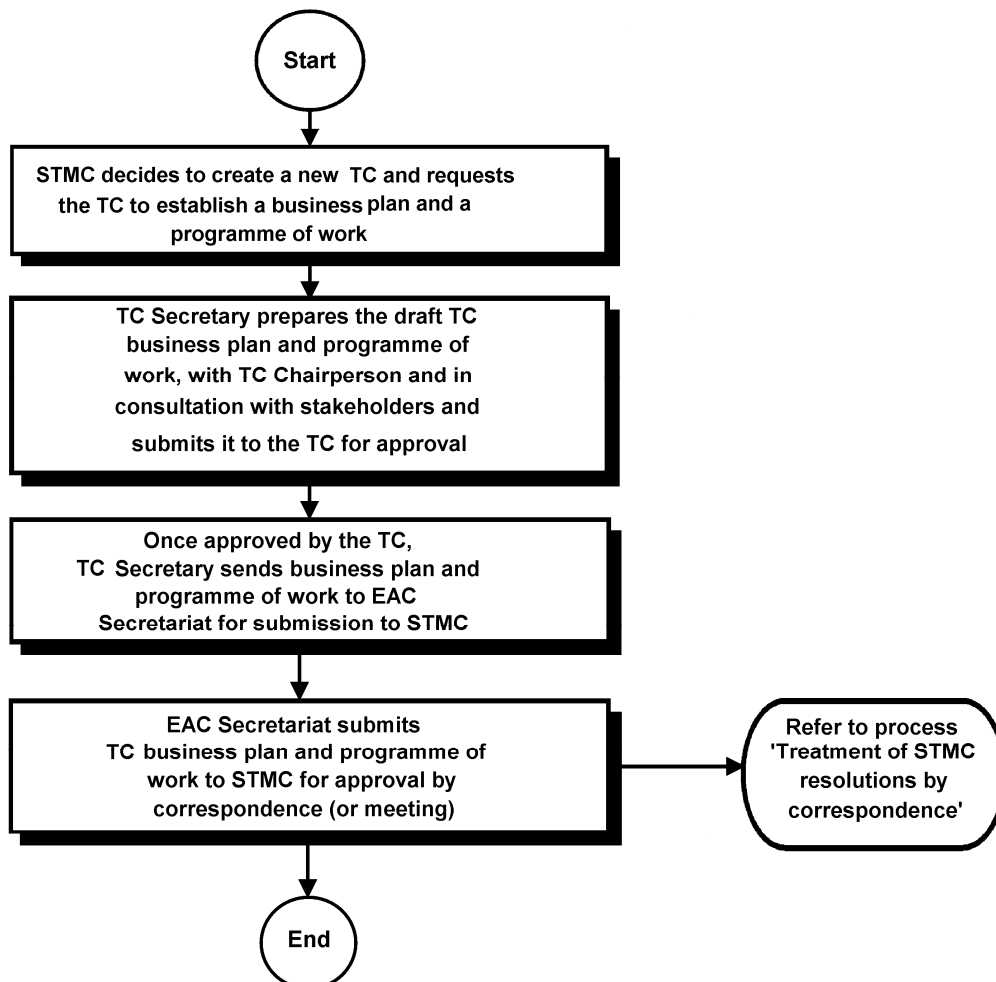 Start
STMC decides to create a new TC and requests
the TC to establish a business plan and a
programme of work
TC Secretary prepares the draft TC
business plan and programme of
work, with TC Chairperson and in
consultation with stakeholders and
submits it to the TC for approval
Once approved by the TC,
TC Secretary sends business plan and
programme of work to EAC
Secretariat for submission to STMC
EAC Secretariat submits
TC business plan and programme of
work to STMC for approval by
correspondence (or meeting)
Refer to process
'Treatment of STMC
resolutions by
correspondence'
End